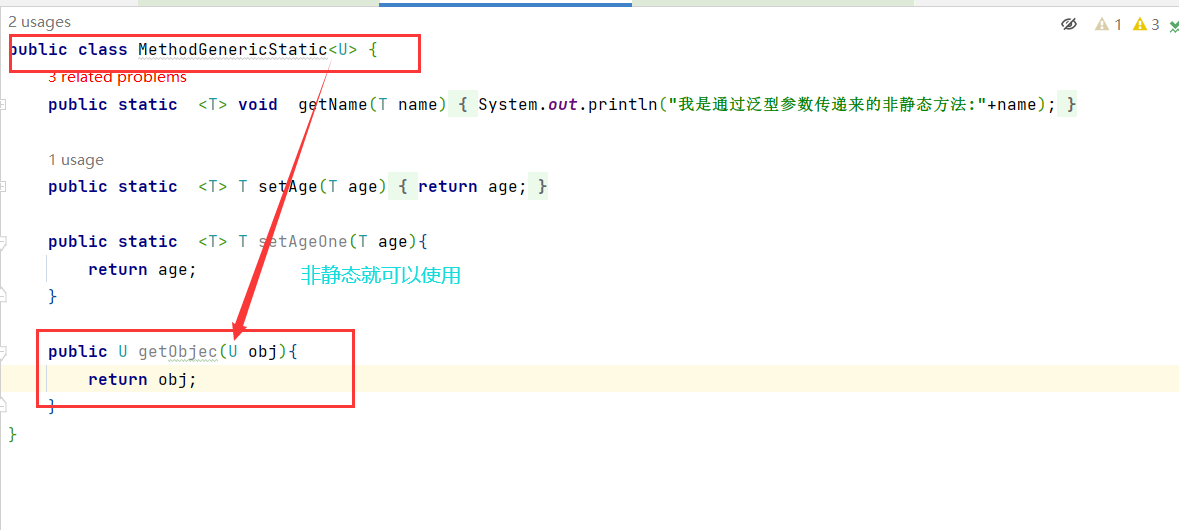 2 usages
1 3
public class MethodGenericStatic<U> {
3 related problems
public static <T> void getName(T name) { System.out.println("我是通过泛型参数传递来的非静态方法:"+name); }
1 usage
public static <T> T setAge(T age) { return age; }
public static <T> T setAgeOne(T age){
return age;
非静态就可以使用
}
public U getObjec(U obj){
return obj;
}
}